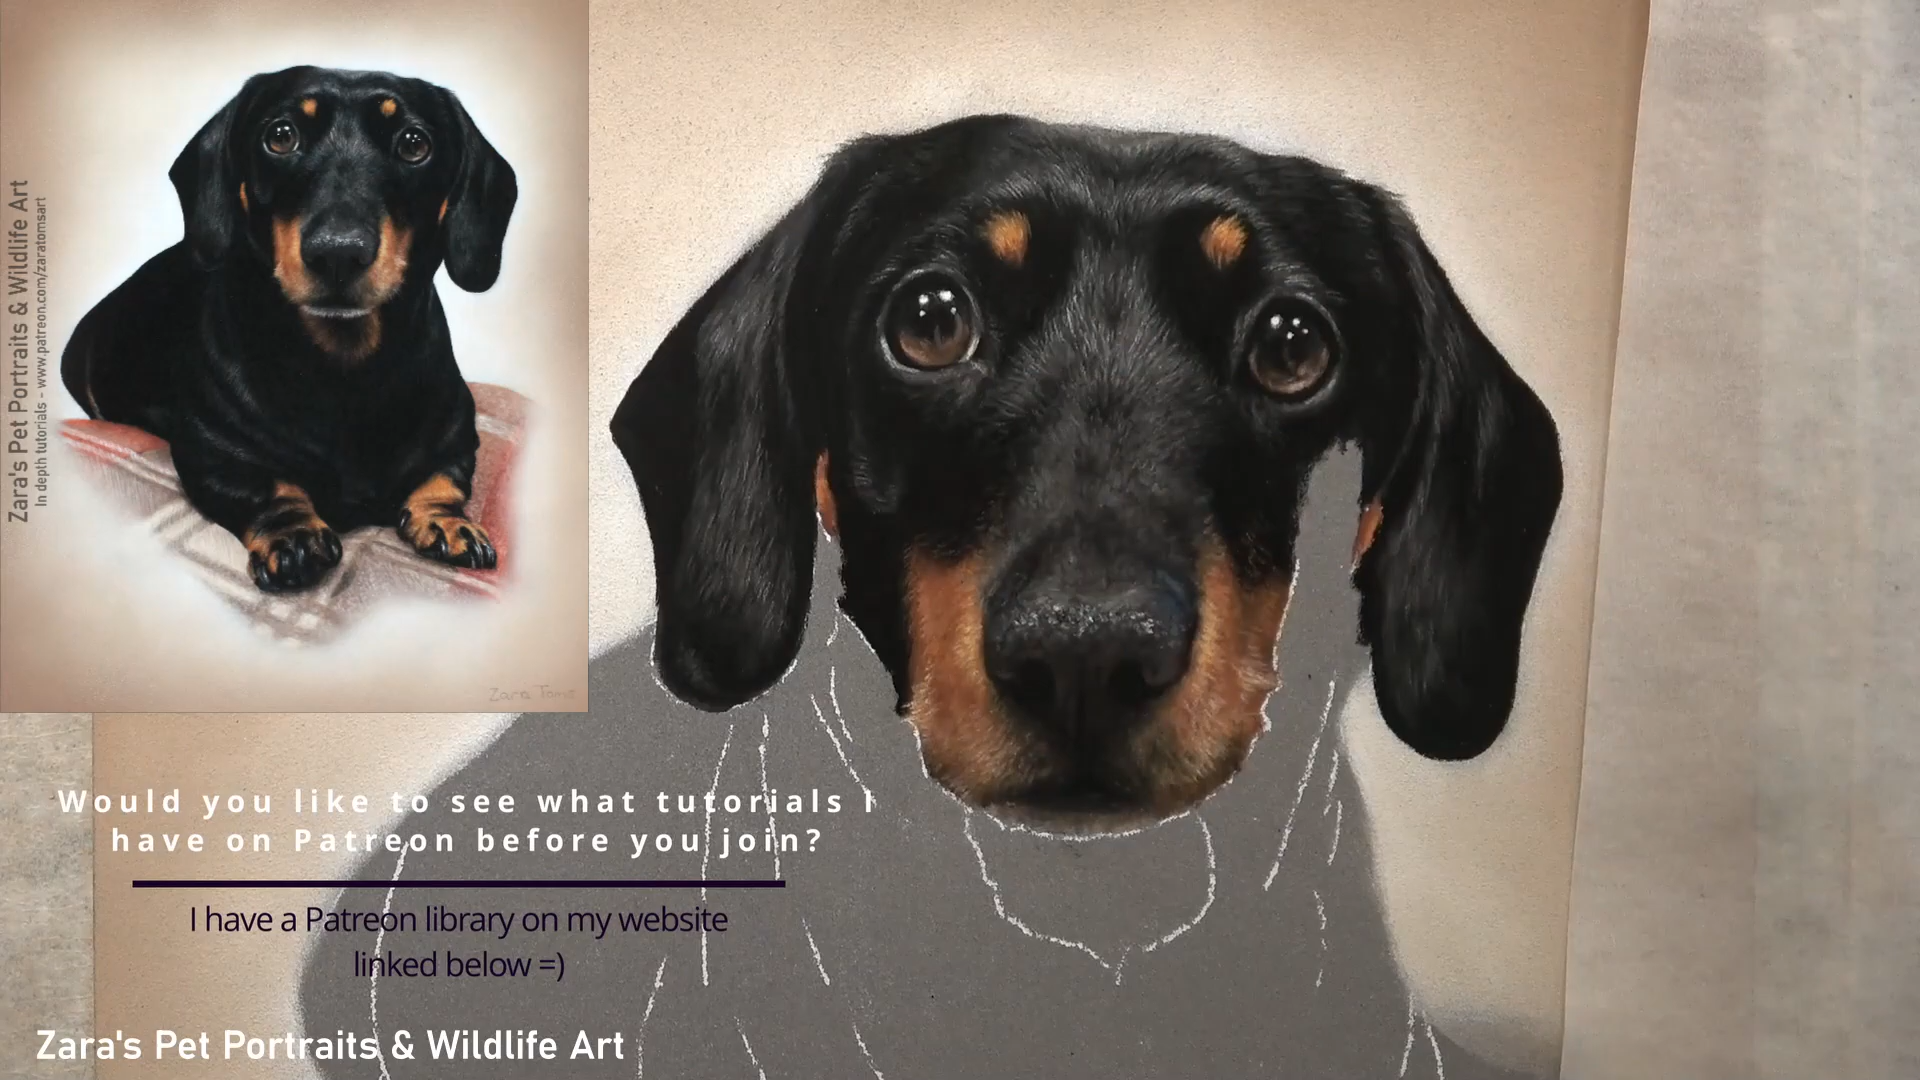 Zara's Pet Portraits & Wildlife Art
In depth tutorials - www.patreon.com/zaratomsart
Zara Toms
Would you like to see what tutorials I
have on Patreon before you join?
I have a Patreon library on my website
linked below =)
Zara's Pet Portraits & Wildlife Art